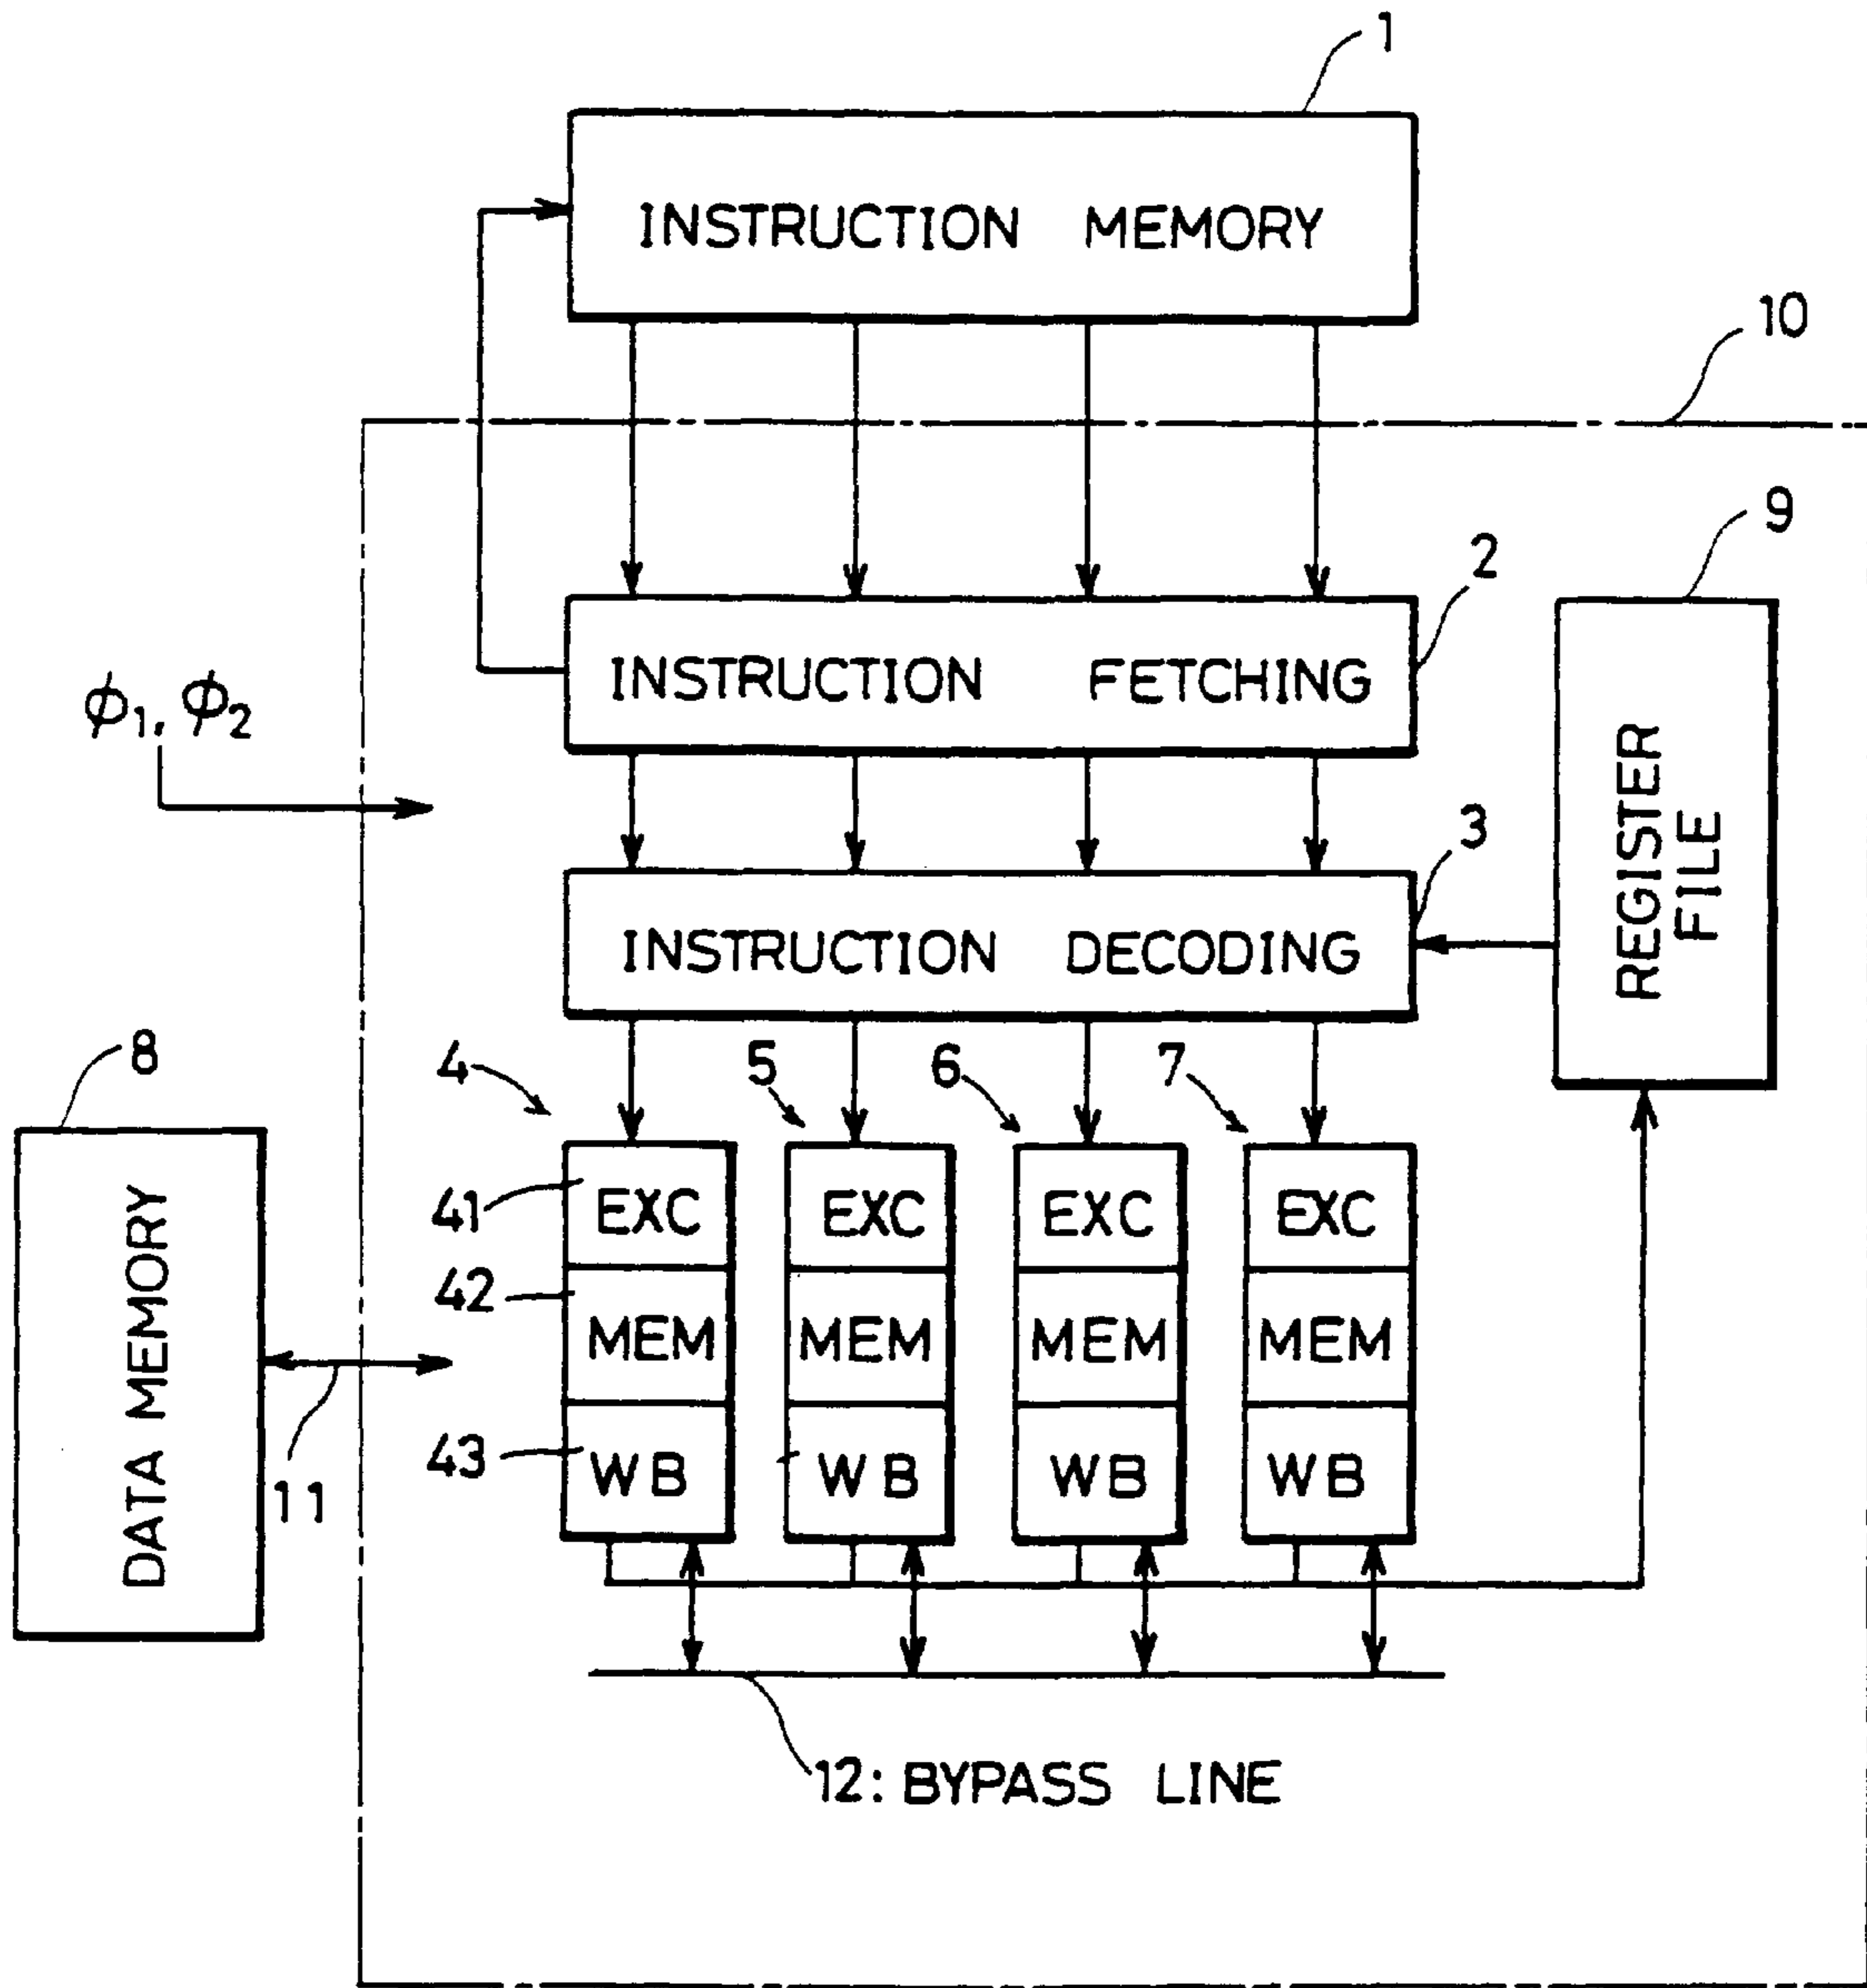 1
INSTRUCTION MEMORY
10
9
2
INSTRUCTION FETCHING
ϕ1, ϕ2
REGISTER
FILE
3
INSTRUCTION DECODING
8
4
5
6
7
DATA MEMORY
41
EXC
EXC
EXC
EXC
42
MEM
MEM
MEM
MEM
43
WB
WB
WB
WB
11
12: BYPASS LINE